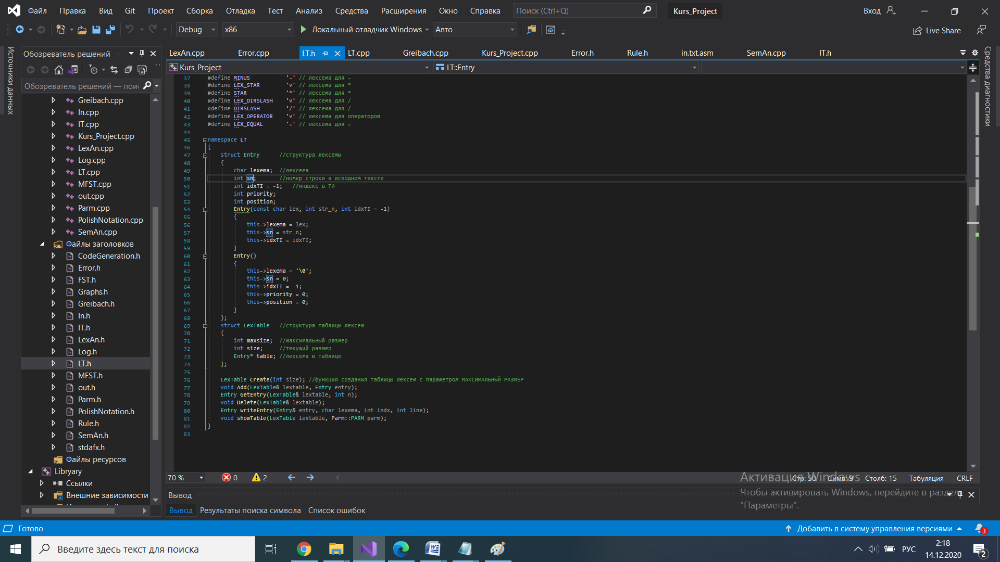 Файл Правка Вид Git Проект Сборка Отладка Тест Анализ Средства Расширения Окно Справка Поиск (Ctrl+Q) Kurs_Project Вход
Debug x86 Локальный отладчик Windows Авто Live Share
Источники данных
Обозреватель решений
Обозреватель решений — пои
Greibach.cpp
In.cpp
IT.cpp
Kurs_Project.cpp
LexAn.cpp
Log.cpp
LT.cpp
MFST.cpp
out.cpp
Parm.cpp
PolishNotation.cpp
SemAn.cpp
Файлы заголовков
CodeGeneration.h
Error.h
FST.h
Graphs.h
Greibach.h
In.h
IT.h
LexAn.h
Log.h
LT.h
MFST.h
out.h
Parm.h
PolishNotation.h
Rule.h
SemAn.h
stdafx.h
Файлы ресурсов
Libryary
Ссылки
Внешние зависимости
LexAn.cpp Error.cpp LT.h LT.cpp Greibach.cpp Kurs_Project.cpp Error.h Rule.h in.txt.asm SemAn.cpp IT.h
Kurs_Project LT::Entry
37 #define MINUS '-' // лексема для -
38 #define LEX_STAR 'v' // лексема для *
39 #define STAR '*' // лексема для *
40 #define LEX_DIRSLASH 'v' // лексема для /
41 #define DIRSLASH '/' // лексема для /
42 #define LEX_OPERATOR 'v' // лексема для операторов
43 #define LEX_EQUAL '=' // лексема для =
44
45 namespace LT
46 {
47 struct Entry //структура лексемы
48 {
49 char lexema; //лексема
50 int sn; //номер строки в исходном тексте
51 int idxTI = -1; //индекс в ТИ
52 int priority;
53 int position;
54 Entry(const char lex, int str_n, int idxTI = -1)
55 {
56 this->lexema = lex;
57 this->sn = str_n;
58 this->idxTI = idxTI;
59 }
60 Entry()
61 {
62 this->lexema = '\0';
63 this->sn = 0;
64 this->idxTI = -1;
65 this->priority = 0;
66 this->position = 0;
67 }
68 };
69 struct LexTable //структура таблицы лексем
70 {
71 int maxsize; //максимальный размер
72 int size; //текущий размер
73 Entry* table; //лексема в таблице
74 };
75
76 LexTable Create(int size); //функция создания таблицы лексем с параметром МАКСИМАЛЬНЫЙ РАЗМЕР
77 void Add(LexTable& lextable, Entry entry);
78 Entry GetEntry(LexTable& lextable, int n);
79 void Delete(LexTable& lextable);
80 Entry writeEntry(Entry& entry, char lexema, int indx, int line);
81 void showTable(LexTable lextable, Parm::PARM parm);
82 }
83
Средства диагностики
70 % 0 2 Стр: 50 Симв: 9 Столб: 15 Табуляция CRLF
Активация Windows
Чтобы активировать Windows, перейдите в раздел
"Параметры".
Вывод
Вывод Результаты поиска символа Список ошибок
Готово Добавить в систему управления версиями 3
Введите здесь текст для поиска РУС 2:18
14.12.2020 2